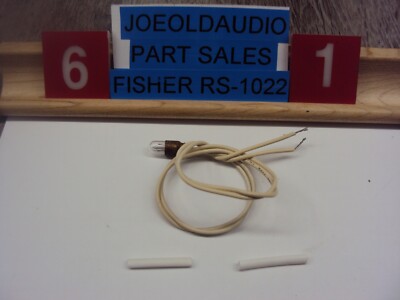 JOEOLDAUDIO
PART SALES
FISHER RS-1022
6
1